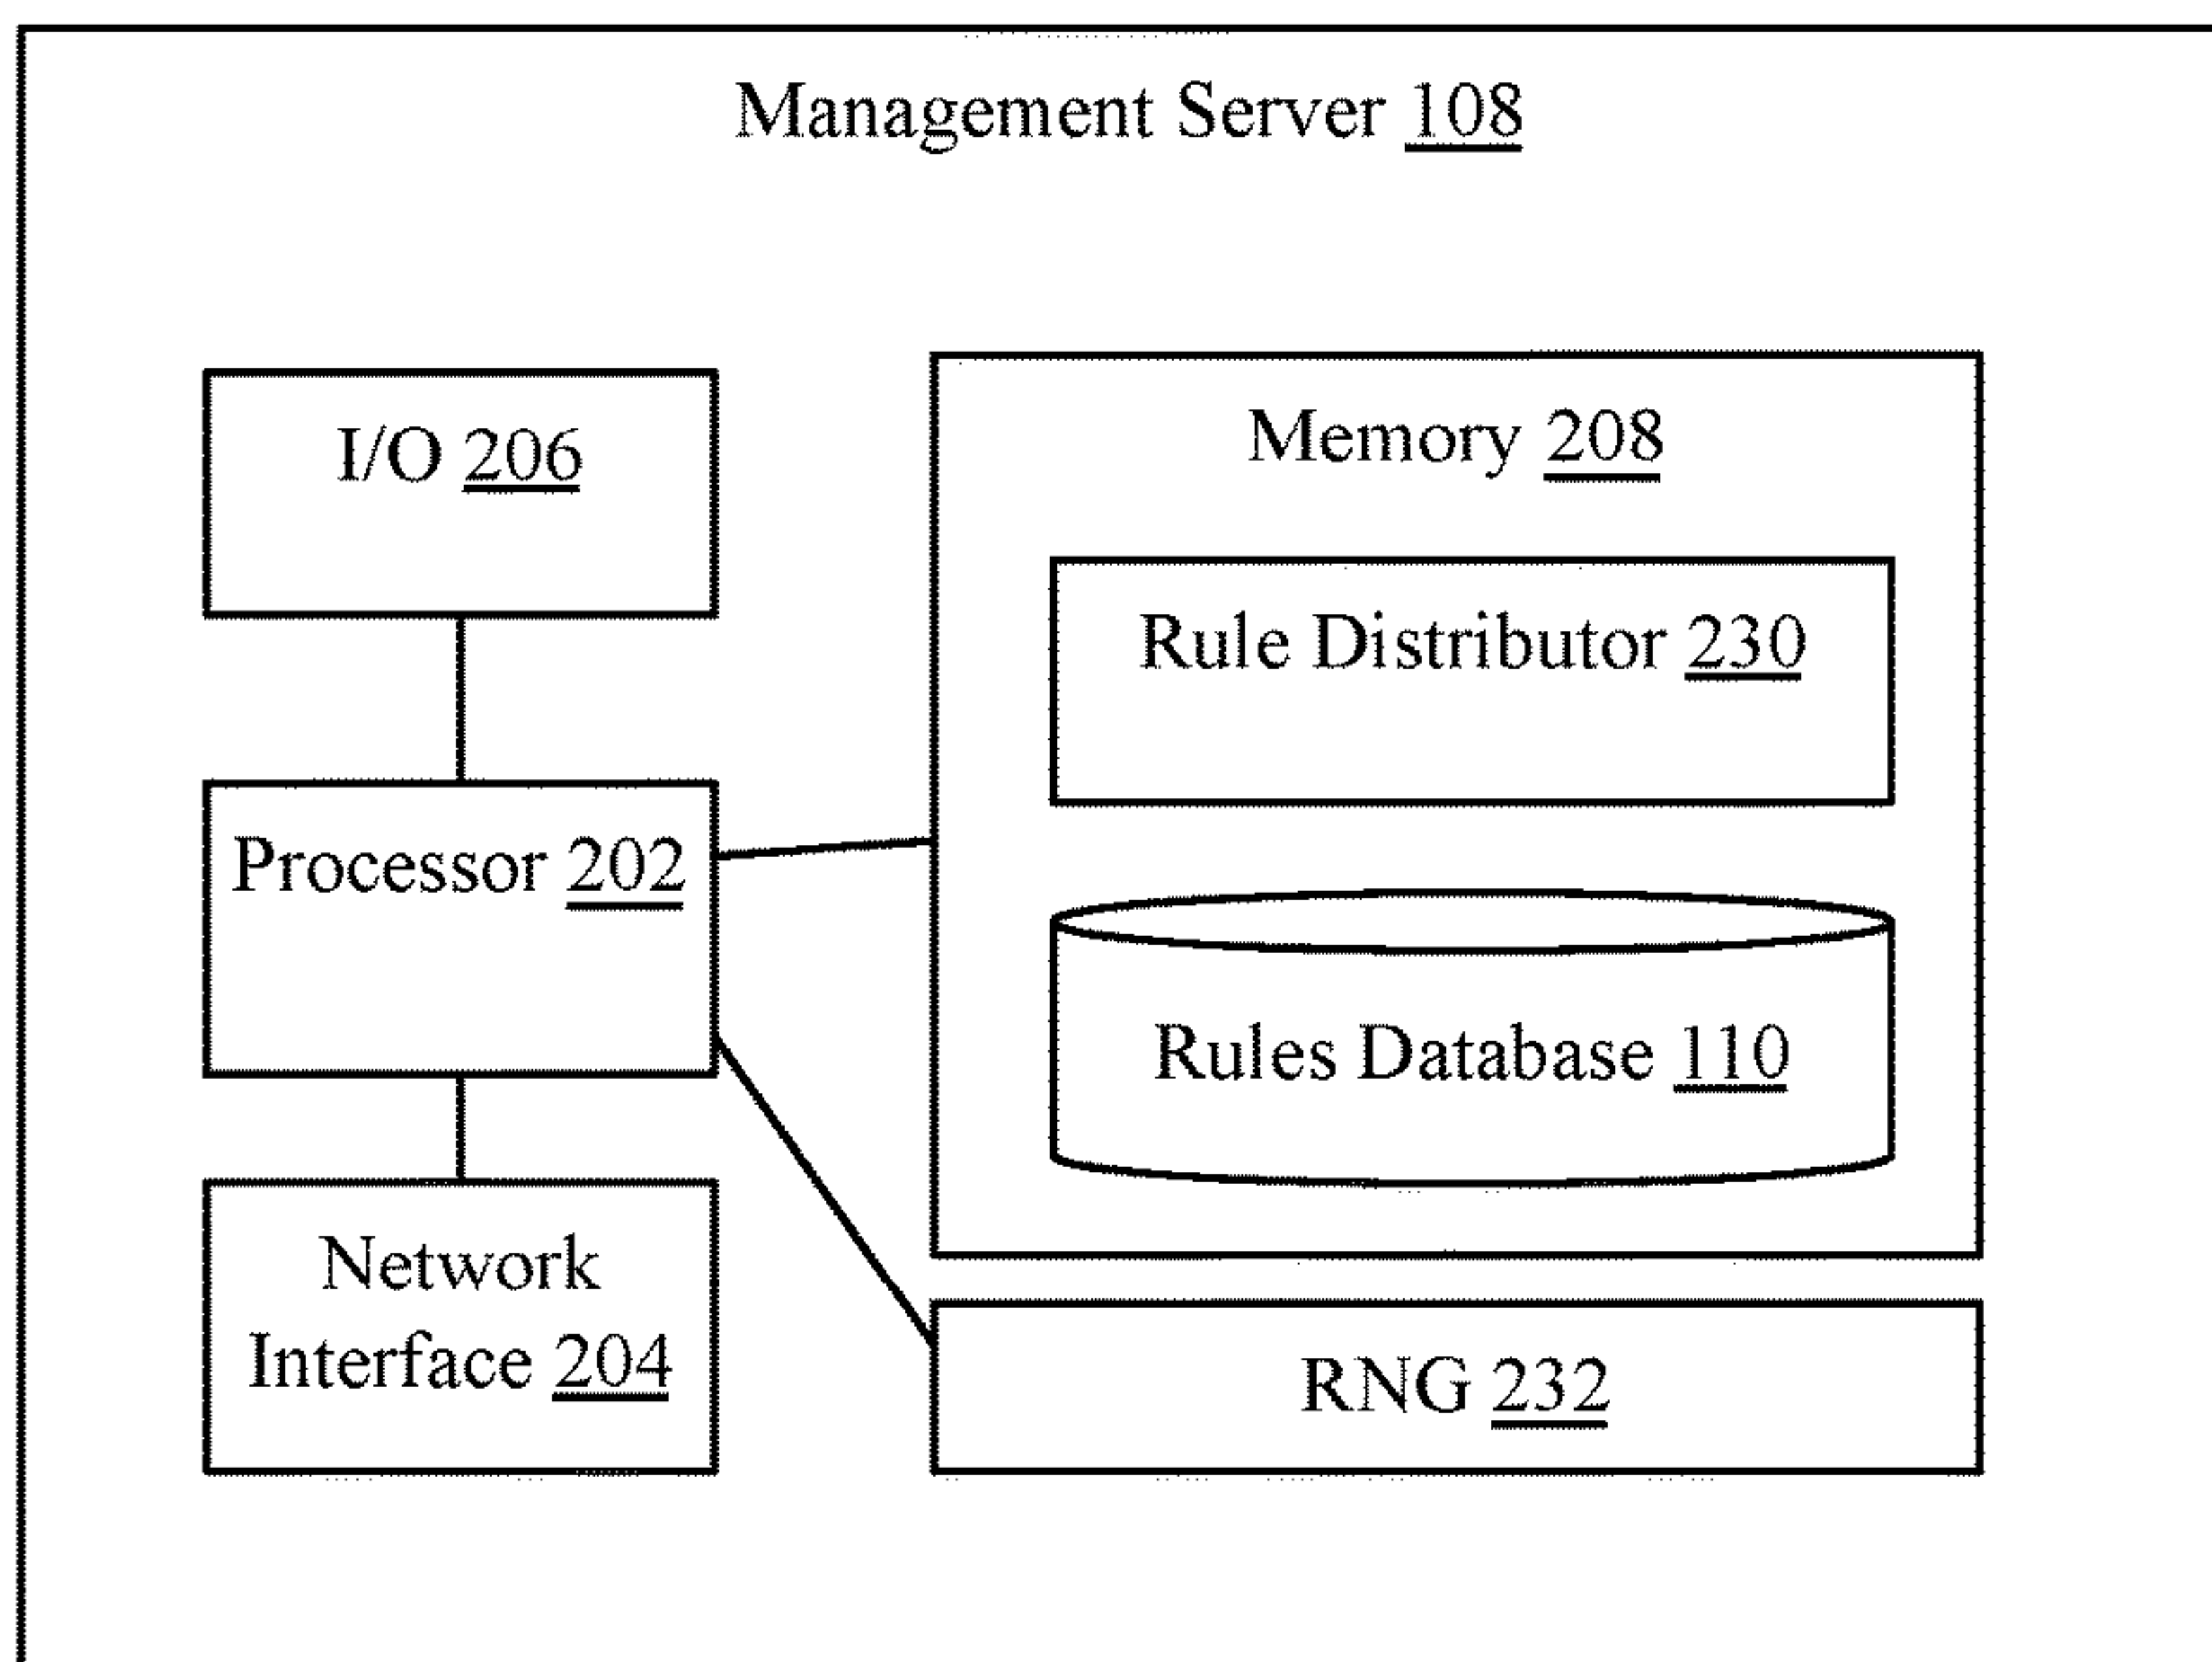 Management Server 108
I/O 206
Memory 208
Rule Distributor 230
Processor 202
Rules Database 110
Network
Interface 204
RNG 232